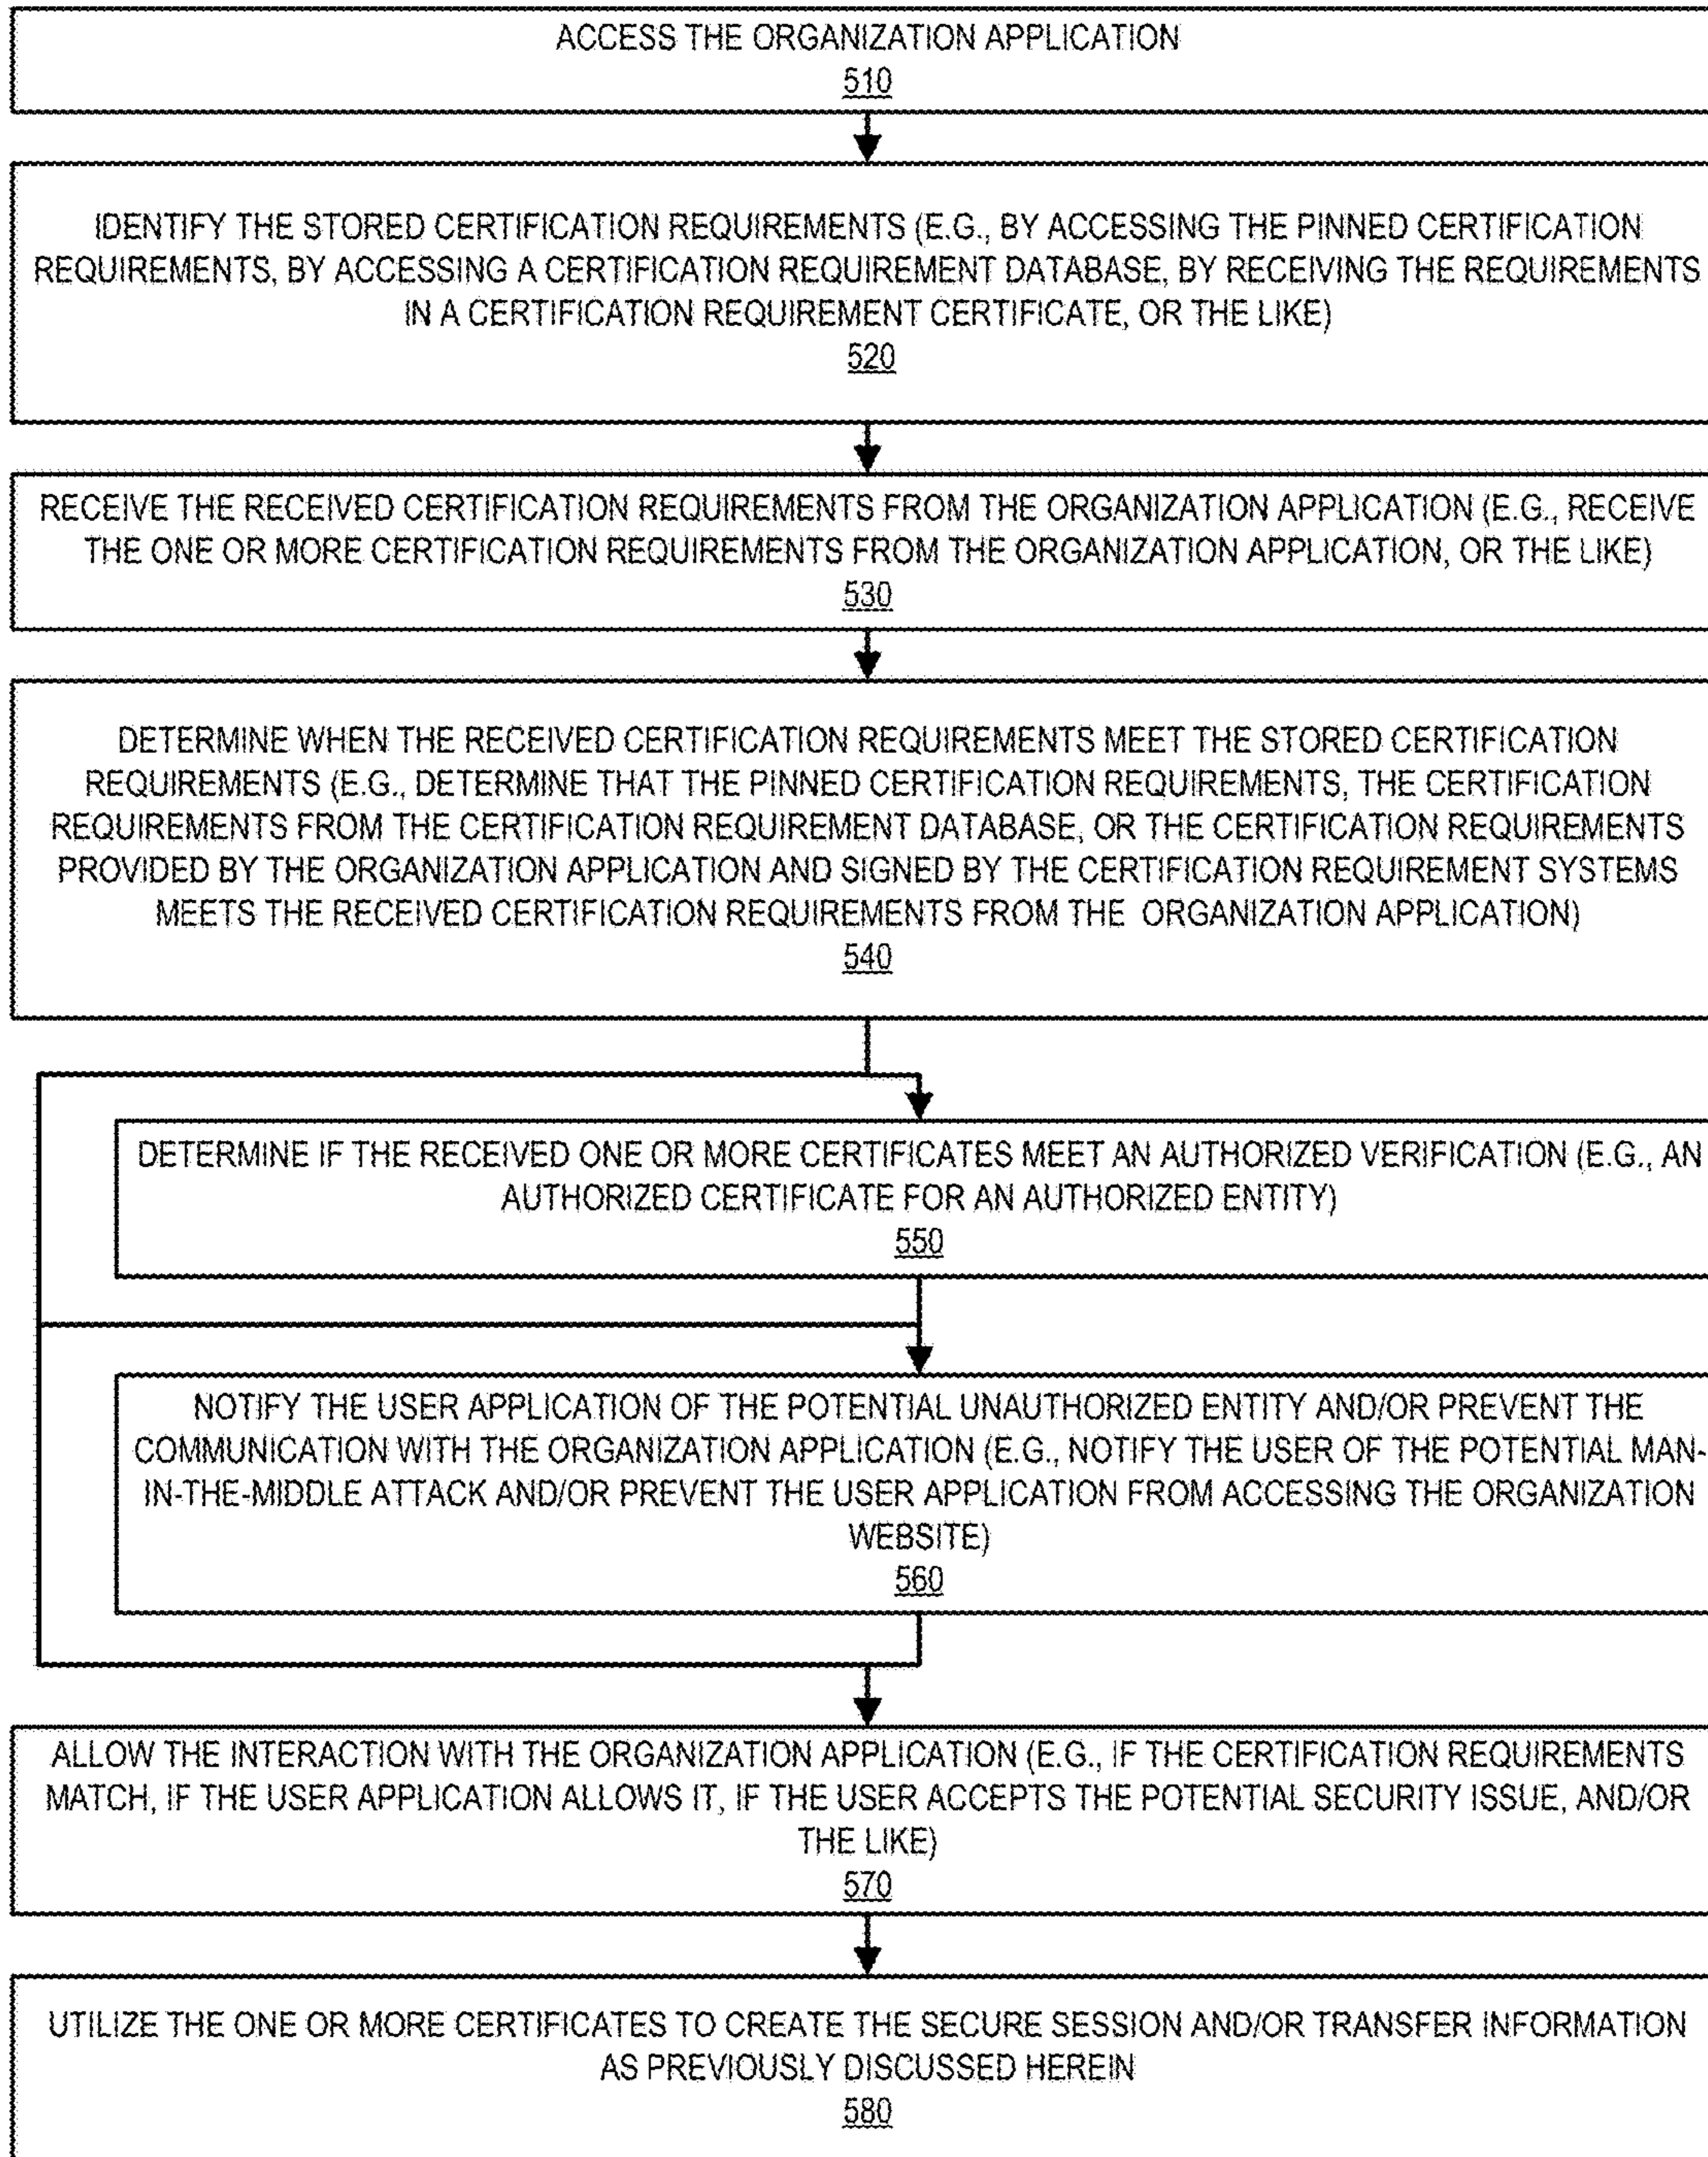 ACCESS THE ORGANIZATION APPLICATION
510
IDENTIFY THE STORED CERTIFICATION REQUIREMENTS (E.G., BY ACCESSING THE PINNED CERTIFICATION
REQUIREMENTS, BY ACCESSING A CERTIFICATION REQUIREMENT DATABASE, BY RECEIVING THE REQUIREMENTS
IN A CERTIFICATION REQUIREMENT CERTIFICATE, OR THE LIKE)
520
RECEIVE THE RECEIVED CERTIFICATION REQUIREMENTS FROM THE ORGANIZATION APPLICATION (E.G., RECEIVE
THE ONE OR MORE CERTIFICATION REQUIREMENTS FROM THE ORGANIZATION APPLICATION, OR THE LIKE)
530
DETERMINE WHEN THE RECEIVED CERTIFICATION REQUIREMENTS MEET THE STORED CERTIFICATION
REQUIREMENTS (E.G., DETERMINE THAT THE PINNED CERTIFICATION REQUIREMENTS, THE CERTIFICATION
REQUIREMENTS FROM THE CERTIFICATION REQUIREMENT DATABASE, OR THE CERTIFICATION REQUIREMENTS
PROVIDED BY THE ORGANIZATION APPLICATION AND SIGNED BY THE CERTIFICATION REQUIREMENT SYSTEMS
MEETS THE RECEIVED CERTIFICATION REQUIREMENTS FROM THE ORGANIZATION APPLICATION)
540
DETERMINE IF THE RECEIVED ONE OR MORE CERTIFICATES MEET AN AUTHORIZED VERIFICATION (E.G., AN
AUTHORIZED CERTIFICATE FOR AN AUTHORIZED ENTITY)
550
NOTIFY THE USER APPLICATION OF THE POTENTIAL UNAUTHORIZED ENTITY AND/OR PREVENT THE
COMMUNICATION WITH THE ORGANIZATION APPLICATION (E.G., NOTIFY THE USER OF THE POTENTIAL MAN-
IN-THE-MIDDLE ATTACK AND/OR PREVENT THE USER APPLICATION FROM ACCESSING THE ORGANIZATION
WEBSITE)
560
ALLOW THE INTERACTION WITH THE ORGANIZATION APPLICATION (E.G., IF THE CERTIFICATION REQUIREMENTS
MATCH, IF THE USER APPLICATION ALLOWS IT, IF THE USER ACCEPTS THE POTENTIAL SECURITY ISSUE, AND/OR
THE LIKE)
570
UTILIZE THE ONE OR MORE CERTIFICATES TO CREATE THE SECURE SESSION AND/OR TRANSFER INFORMATION
AS PREVIOUSLY DISCUSSED HEREIN
580